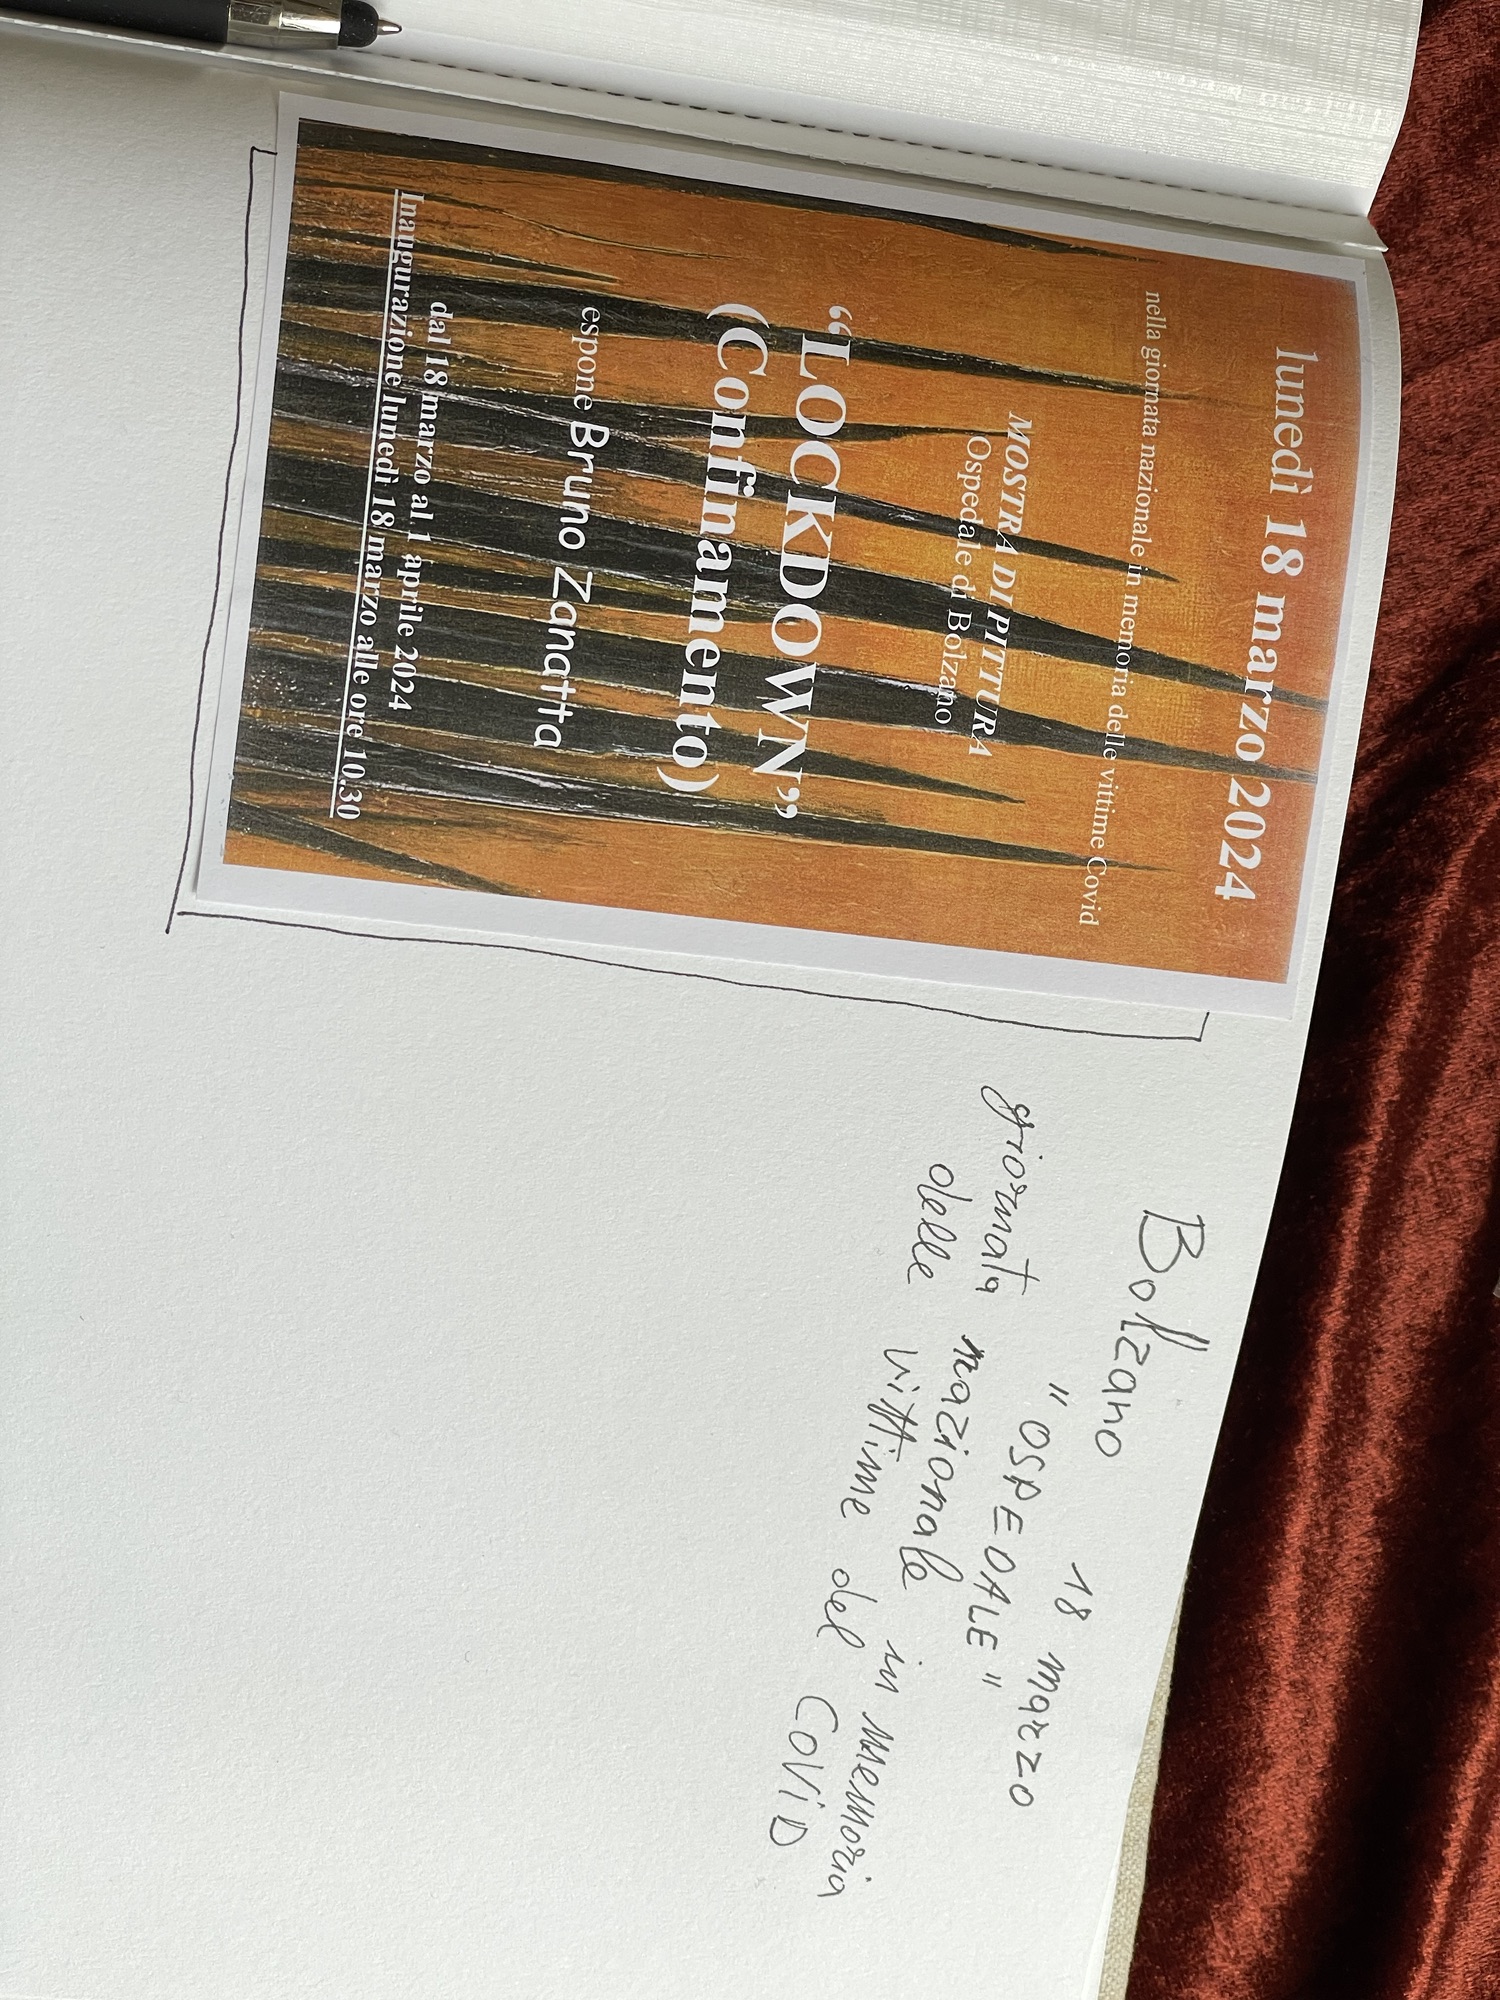 lunedì 18 marzo 2024
nella giornata nazionale in memoria delle vittime Covid
MOSTRA DI PITTURA
Ospedale di Bolzano
“LOCKDOWN”
(Confinamento)
espone Bruno Zanatta
dal 18 marzo al 1 aprile 2024
Inaugurazione lunedì 18 marzo alle ore 10.30
Bolzano 18 marzo
"OSPEDALE"
giornata nazionale in memoria
delle vittime del COViD